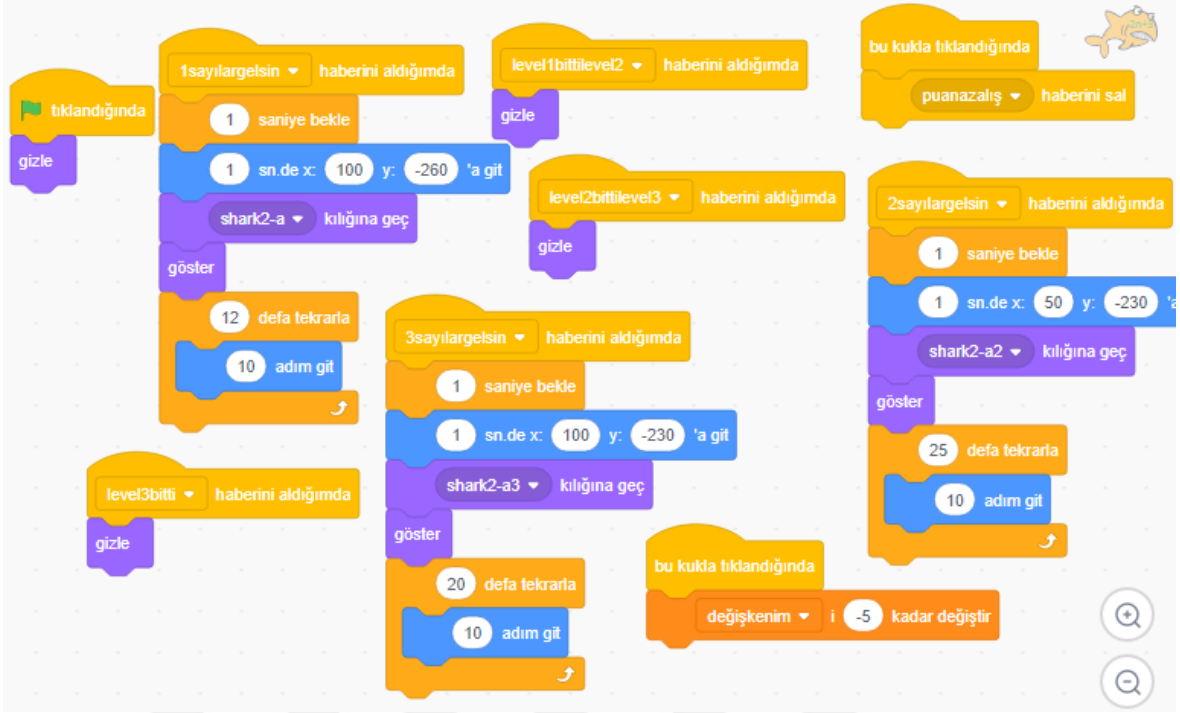 tıklandığında
gizle
1sayılargelsin haberini aldığımda
1 saniye bekle
1 sn.de x: 100 y: -260 'a git
shark2-a kılığına geç
göster
12 defa tekrarla
10 adım git
level1bittilevel2 haberini aldığımda
gizle
bu kukla tıklandığında
puanazalış haberini sal
level2bittilevel3 haberini aldığımda
gizle
2sayılargelsin haberini aldığımda
1 saniye bekle
1 sn.de x: 50 y: -230 'a
shark2-a2 kılığına geç
göster
25 defa tekrarla
10 adım git
3sayılargelsin haberini aldığımda
1 saniye bekle
1 sn.de x: 100 y: -230 'a git
shark2-a3 kılığına geç
göster
20 defa tekrarla
10 adım git
level3bitti haberini aldığımda
gizle
bu kukla tıklandığında
değişkenim i -5 kadar değiştir